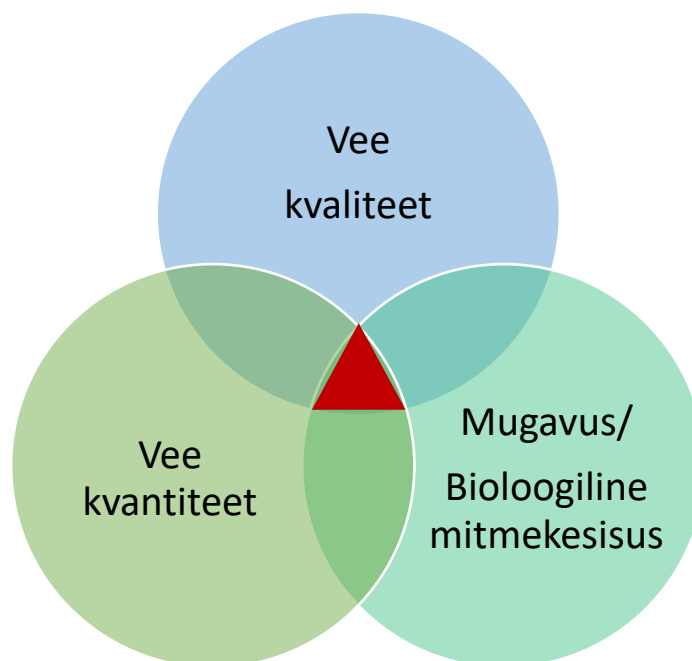 Vee
kvaliteet
Vee
kvantiteet
Mugavus/
Bioloogiline
mitmekesisus